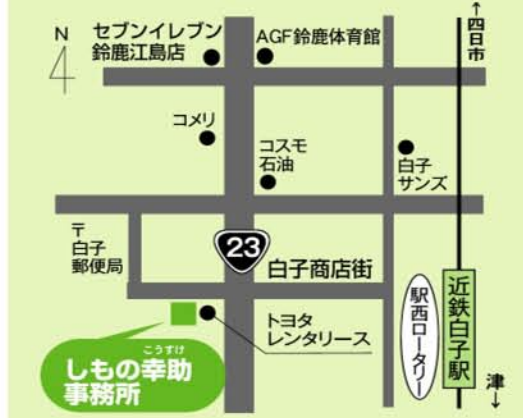 N
セブンイレブン
鈴鹿江島店
AGF鈴鹿体育館
↑四日市
コメリ
コスモ
石油
白子
サンズ
〒
白子
郵便局
23
白子商店街
トヨタ
レンタリース
駅西ロータリー
近鉄白子駅
こうすけ
しもの幸助
事務所
津↓